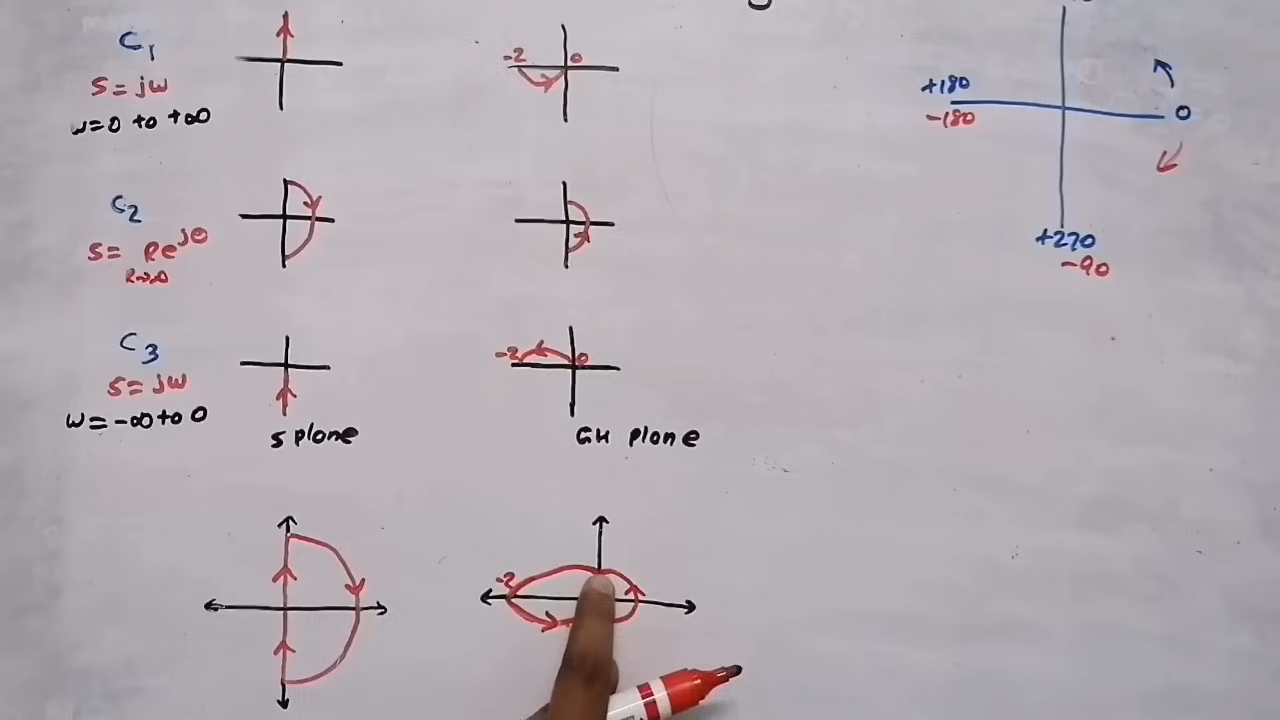 C1
S = jω
ω = 0 to +∞
-2
0
+180
-180
0
C2
S = Re^jθ
R→∞
+270
-90
C3
S = jω
ω = -∞ to 0
-2
0
S plane
GH plane
-2